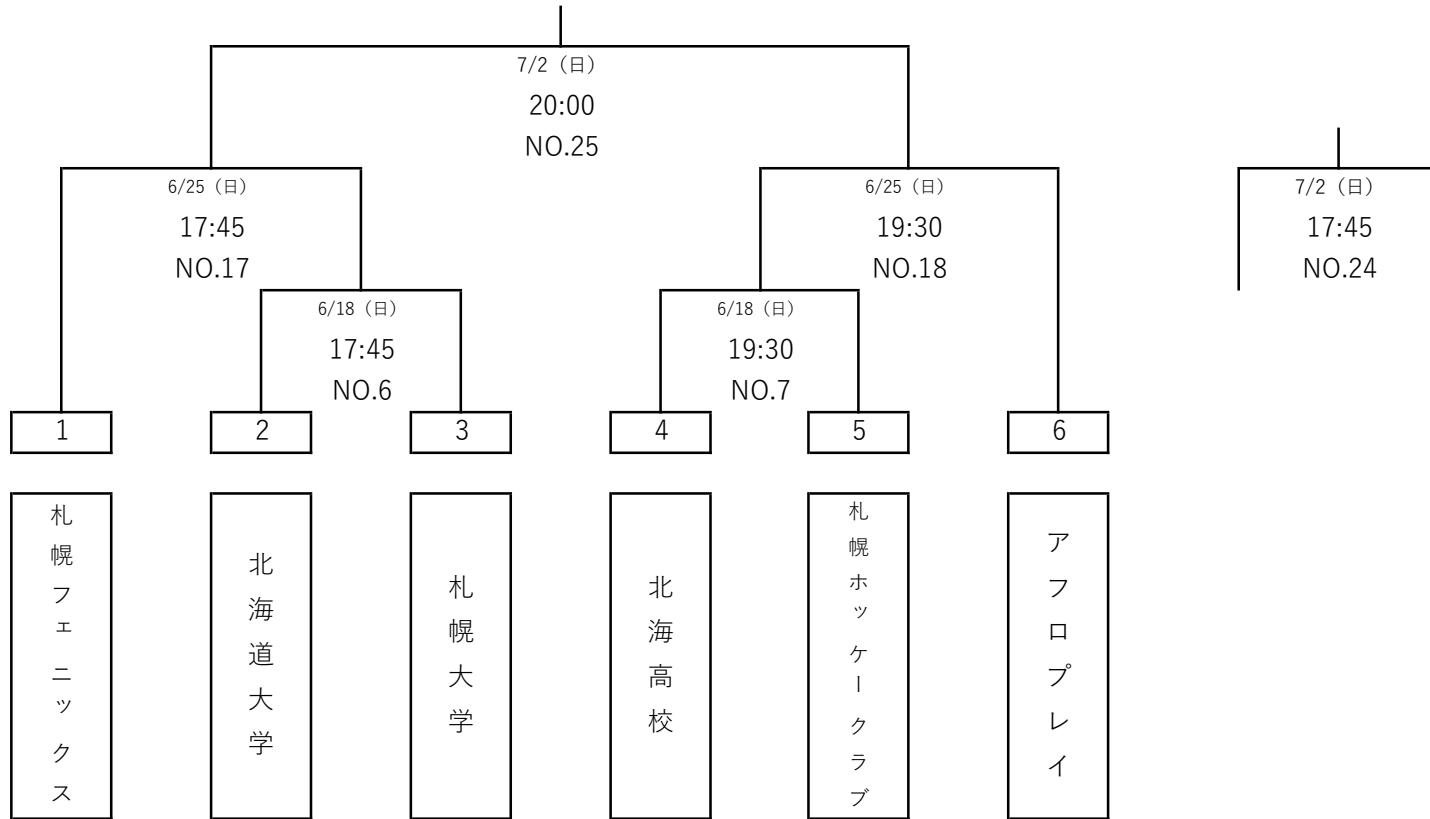 7/2（日）
20:00
NO.25
6/25（日）
17:45
NO.17
6/25（日）
19:30
NO.18
7/2（日）
17:45
NO.24
6/18（日）
17:45
NO.6
6/18（日）
19:30
NO.7
1
2
3
4
5
6
札幌フェニックス
北海道大学
札幌大学
北海高校
札幌ホッケークラブ
アフロプレイ